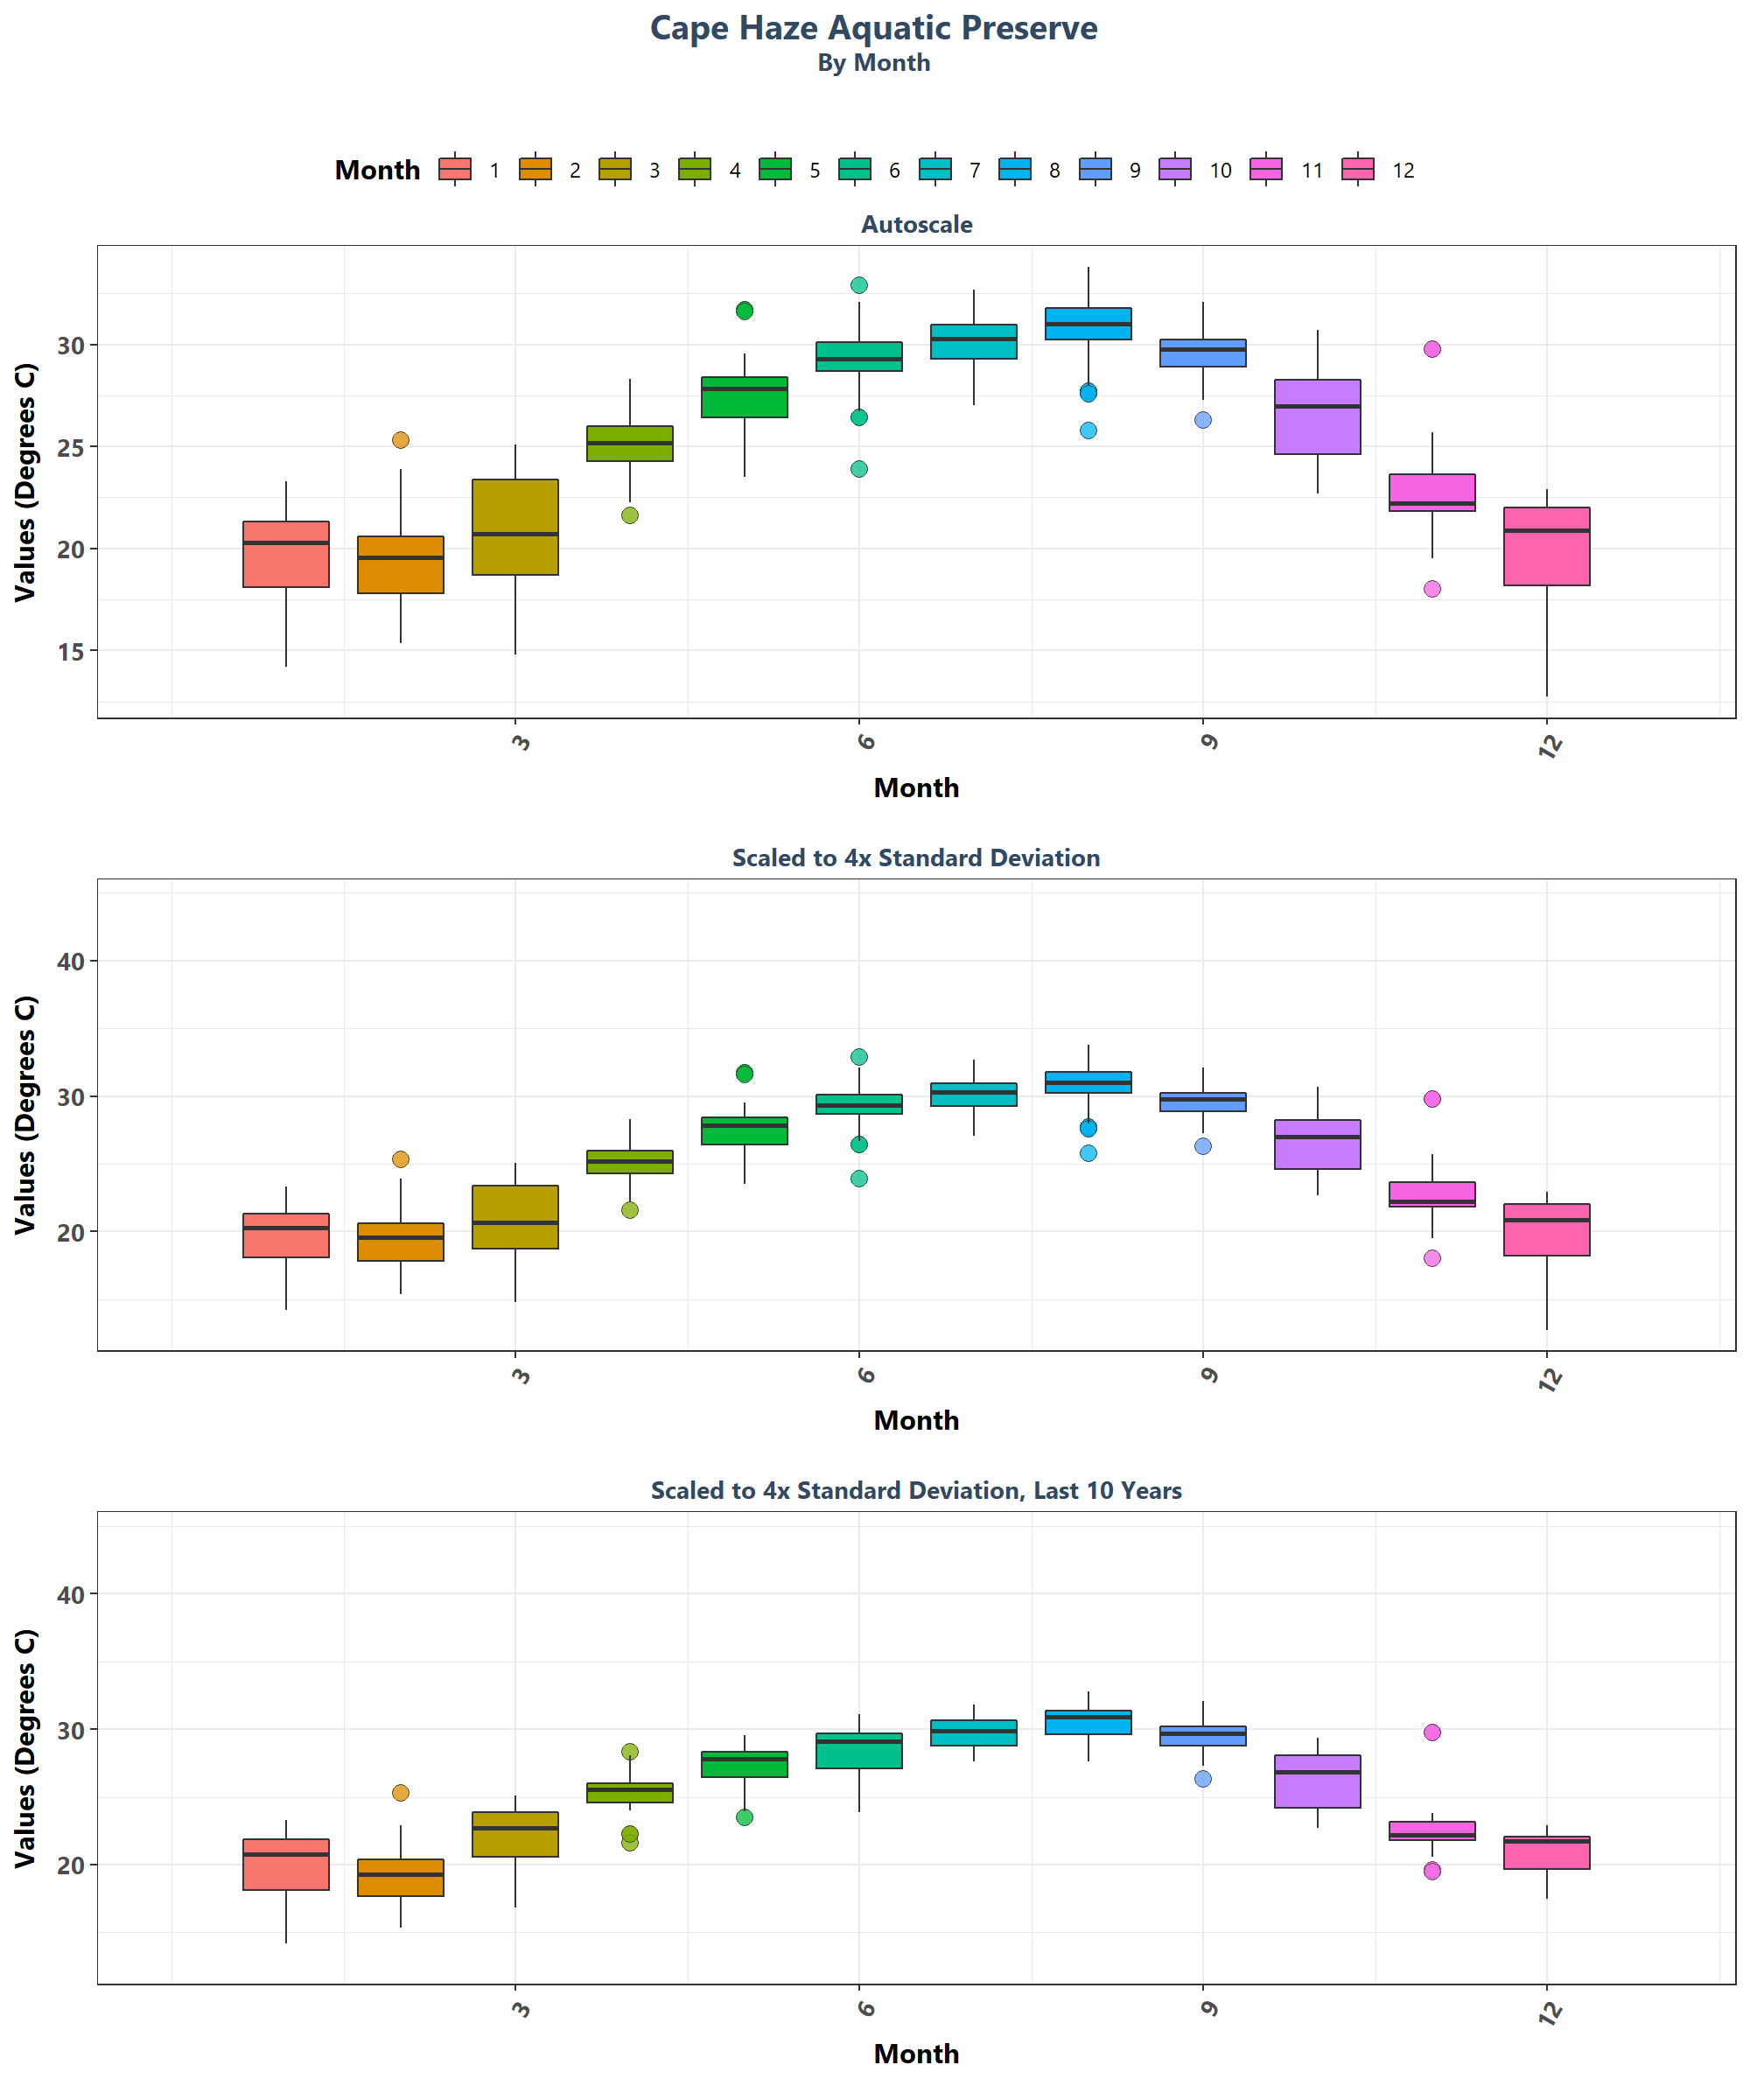 Cape Haze Aquatic Preserve
By Month
Month 1 2 3 4 5 6 7 8 9 10 11 12
Autoscale
Values (Degrees C)
30
25
20
15
3 6 9 12
Month
Scaled to 4x Standard Deviation
Values (Degrees C)
40
30
20
3 6 9 12
Month
Scaled to 4x Standard Deviation, Last 10 Years
Values (Degrees C)
40
30
20
3 6 9 12
Month